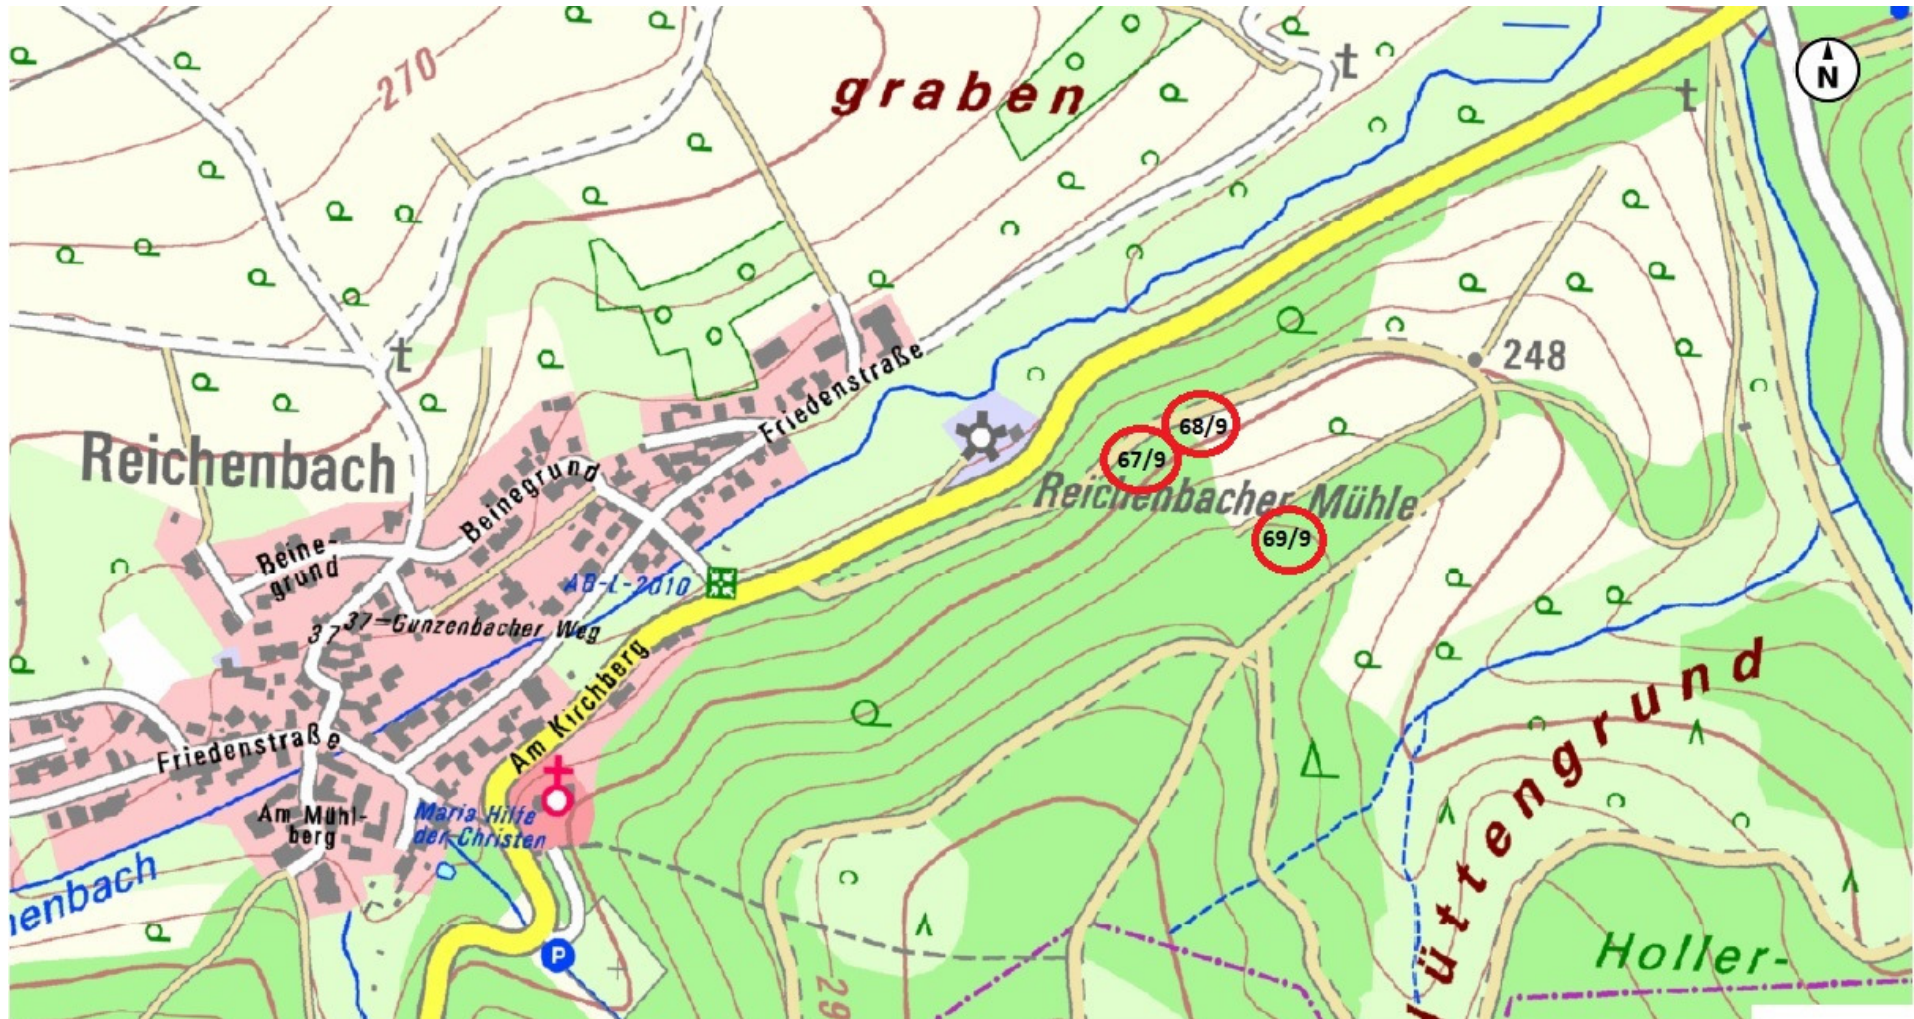 N
270
graben
t
t
t
248
Friedenstraße
68/9
67/9
Reichenbach
Beinegrund
Reichenbacher Mühle
69/9
Beine-
grund
AB-L-2010
37
37-Gunzenbacher Weg
Am Kirchberg
Friedenstraße
Am Mühl-
berg
Maria Hilfe
der Christen
enbach
P
üttengrund
Holler-
29